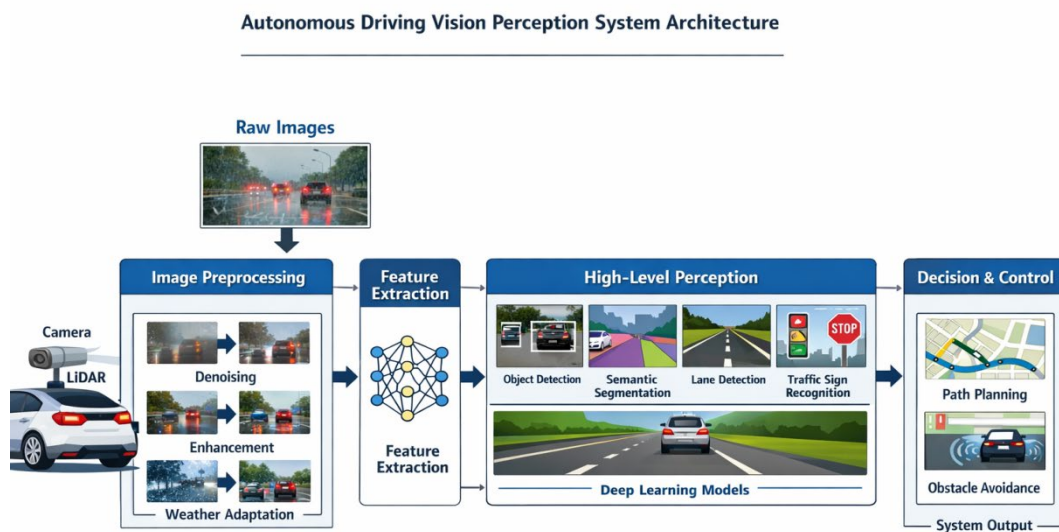 Autonomous Driving Vision Perception System Architecture
Raw Images
Image Preprocessing
Feature
Extraction
High-Level Perception
Decision & Control
Camera
LiDAR
Denoising
Enhancement
Weather Adaptation
Feature
Extraction
STOP
Object Detection
Semantic
Segmentation
Lane Detection
Traffic Sign
Recognition
Deep Learning Models
Path Planning
Obstacle Avoidance
System Output